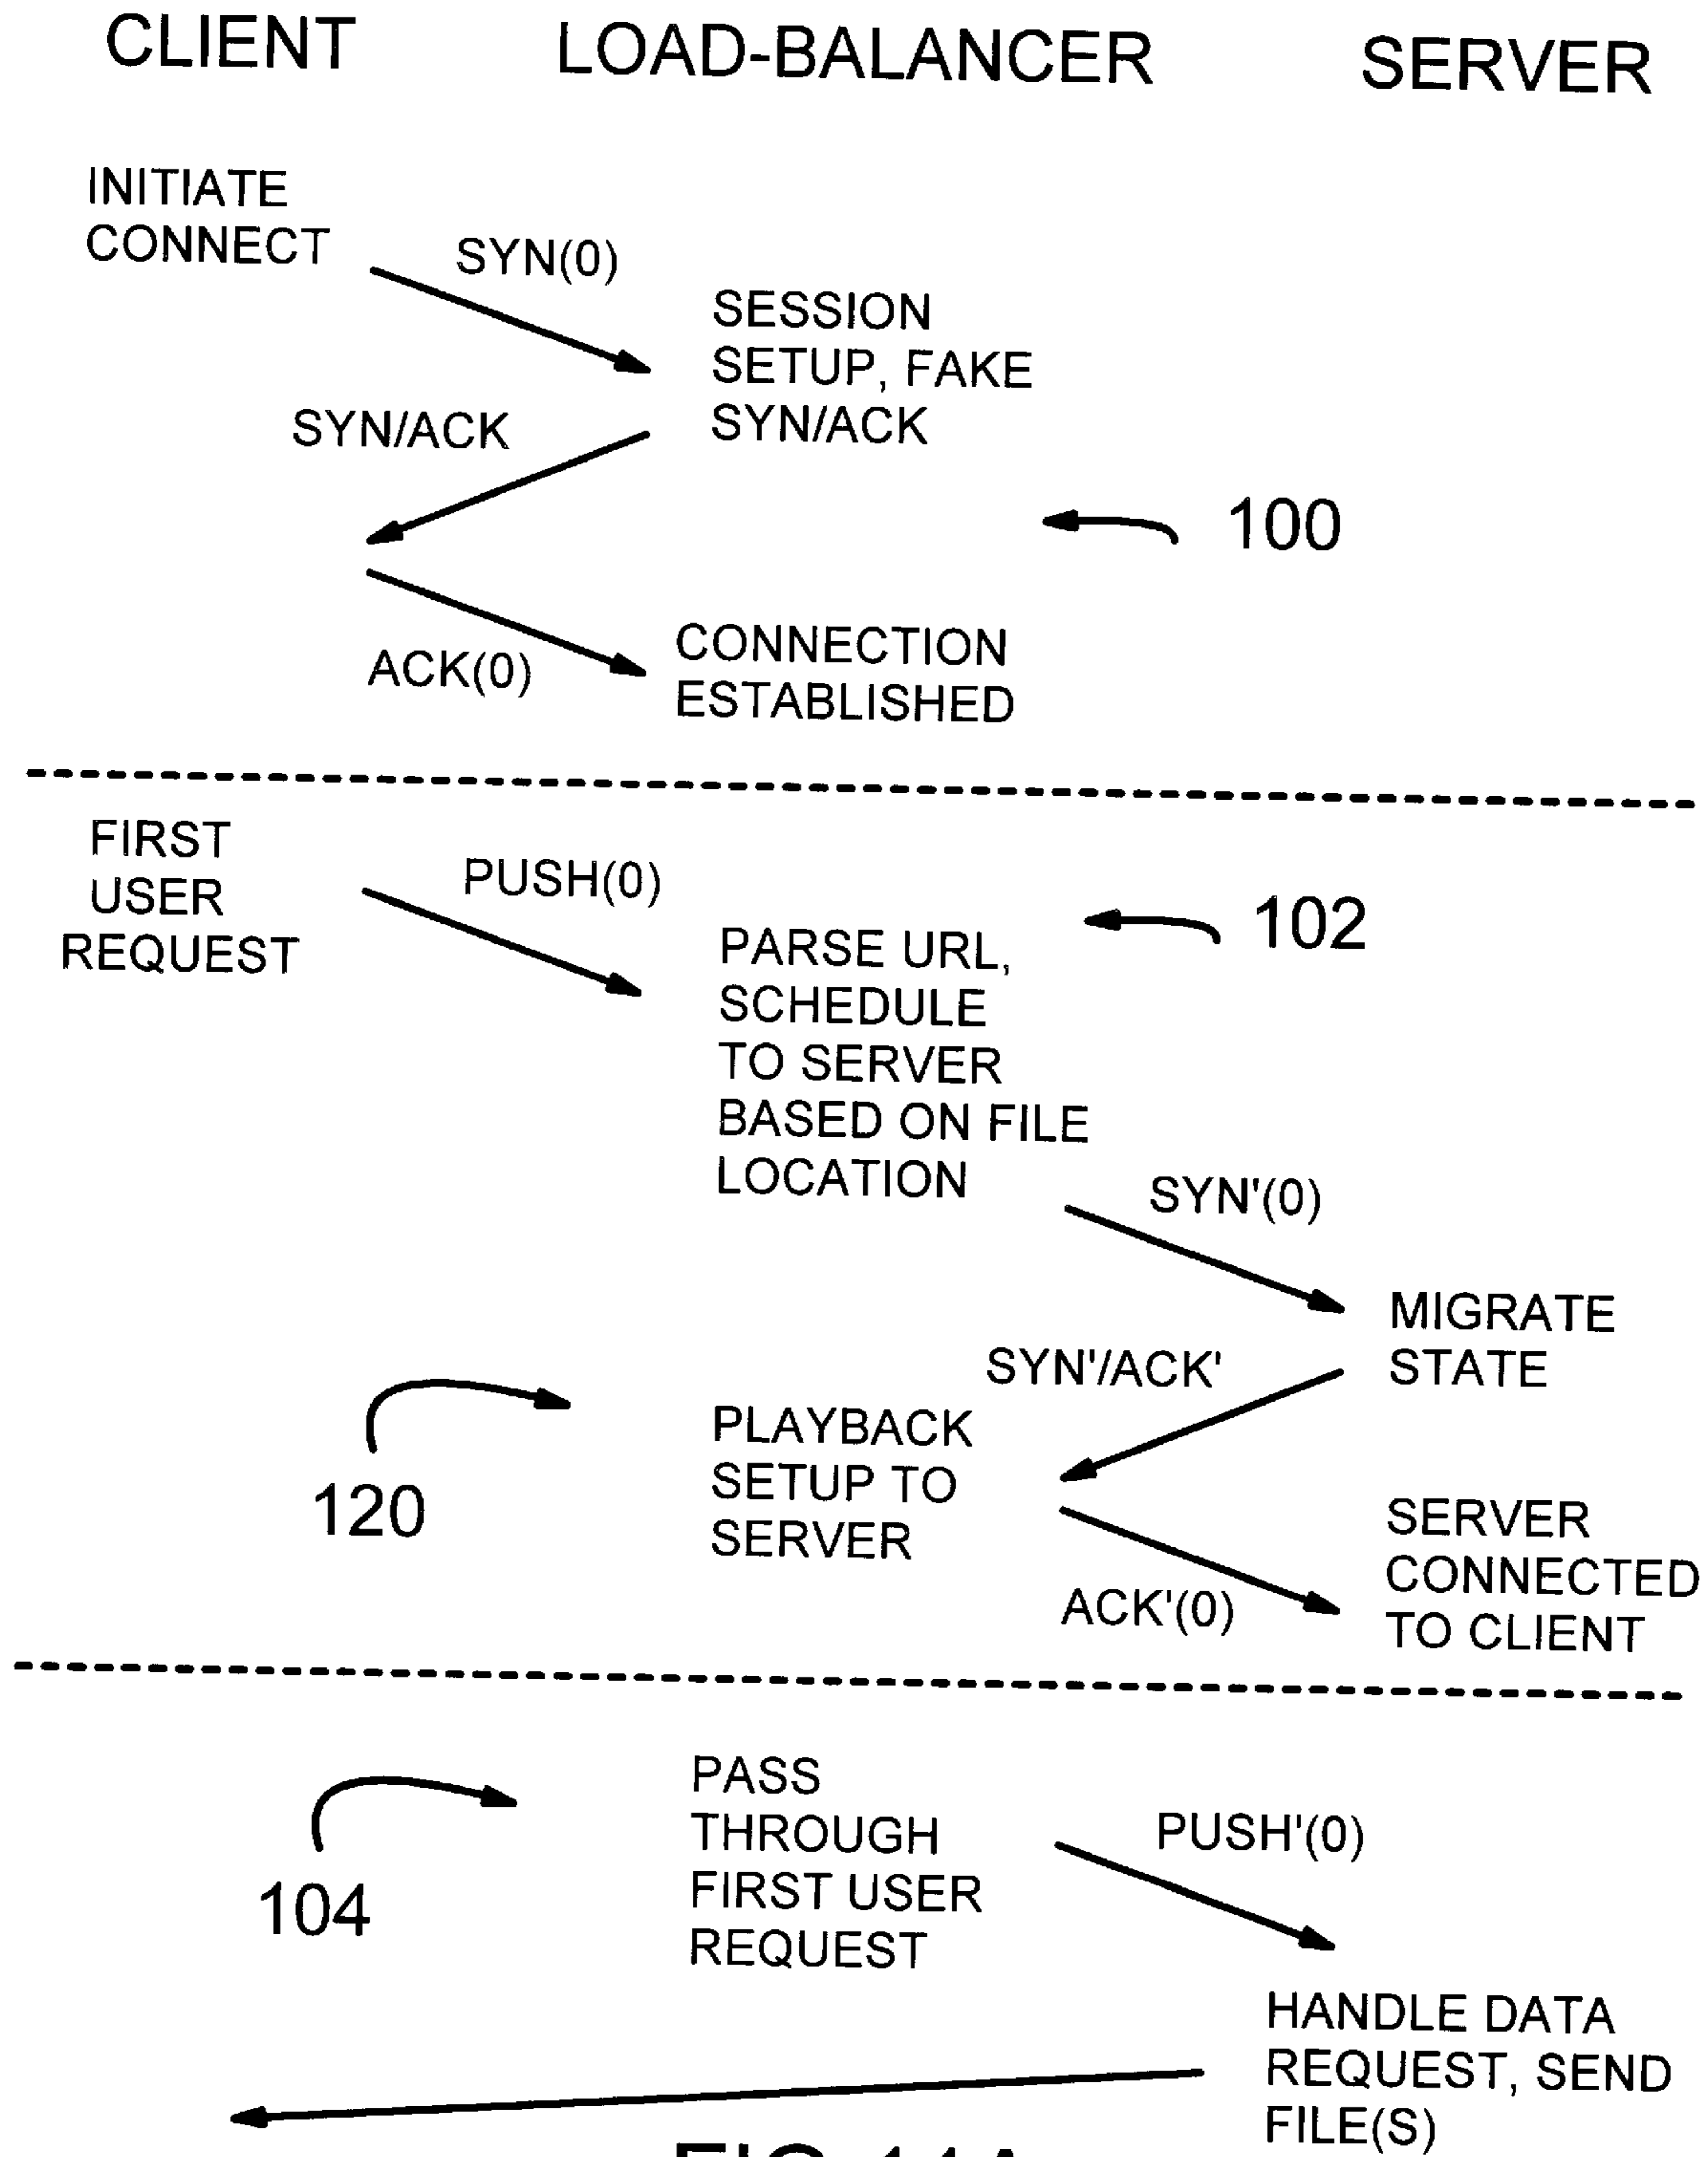 CLIENT LOAD-BALANCER SERVER
INITIATE
CONNECT
SYN(0)
SESSION
SETUP, FAKE
SYN/ACK
SYN/ACK
100
ACK(0)
CONNECTION
ESTABLISHED
FIRST
USER
REQUEST
PUSH(0)
102
PARSE URL,
SCHEDULE
TO SERVER
BASED ON FILE
LOCATION
SYN'(0)
MIGRATE
STATE
SYN'/ACK'
120
PLAYBACK
SETUP TO
SERVER
ACK'(0)
SERVER
CONNECTED
TO CLIENT
104
PASS
THROUGH
FIRST USER
REQUEST
PUSH'(0)
HANDLE DATA
REQUEST, SEND
FILE(S)